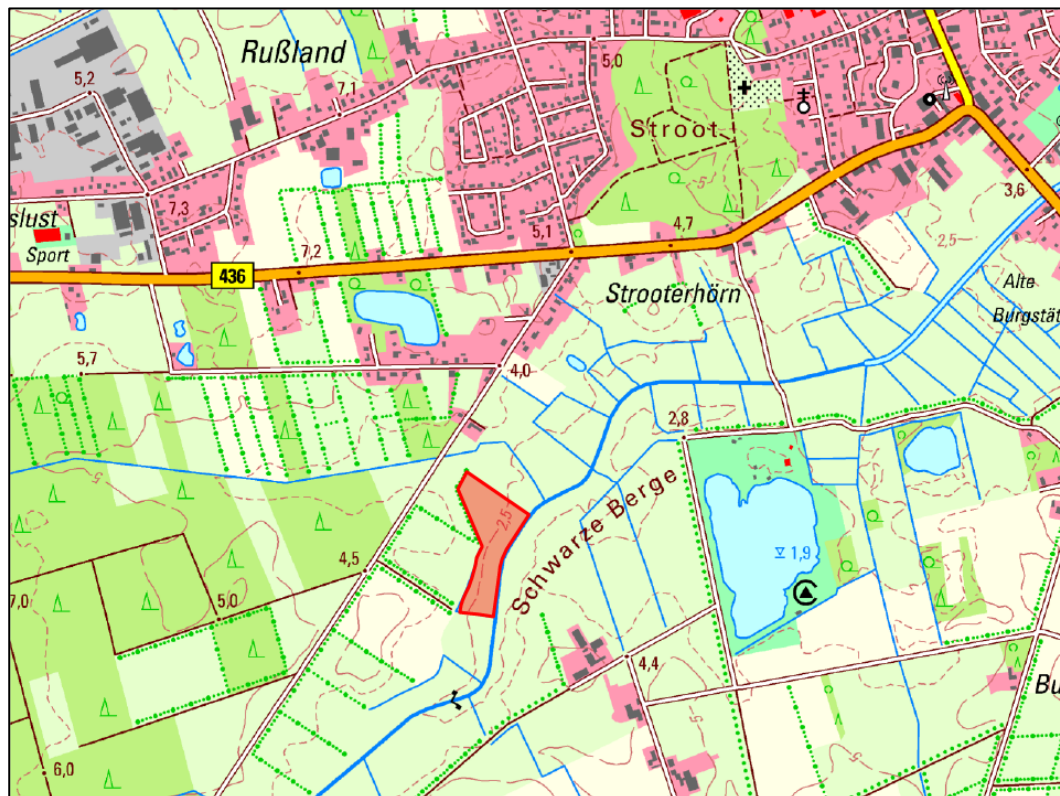 Rußland
5,2
7,1
5,0
Stroot
5
7,3
slust
Sport
436
7,2
5,1
4,7
3,6
2,5
Strooterhörn
Alte
Burgstät
5,7
4,0
2,8
5
2,5
Schwarze Berge
1,9
4,5
7,0
5,0
4,4
Bu
6,0